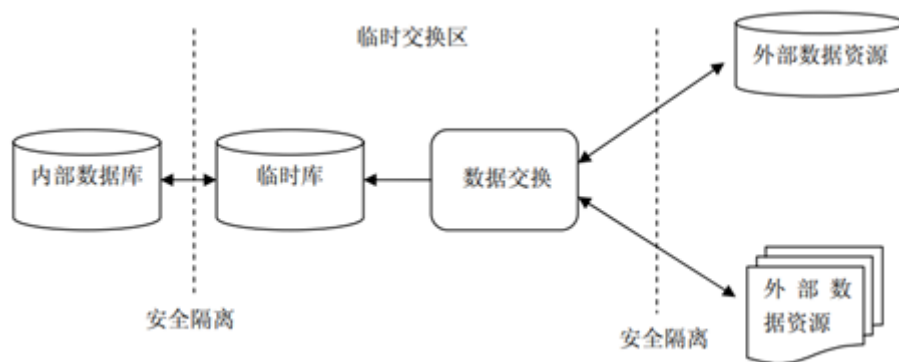 临时交换区
外部数据资源
内部数据库
临时库
数据交换
安全隔离
安全隔离
外部数
据资源